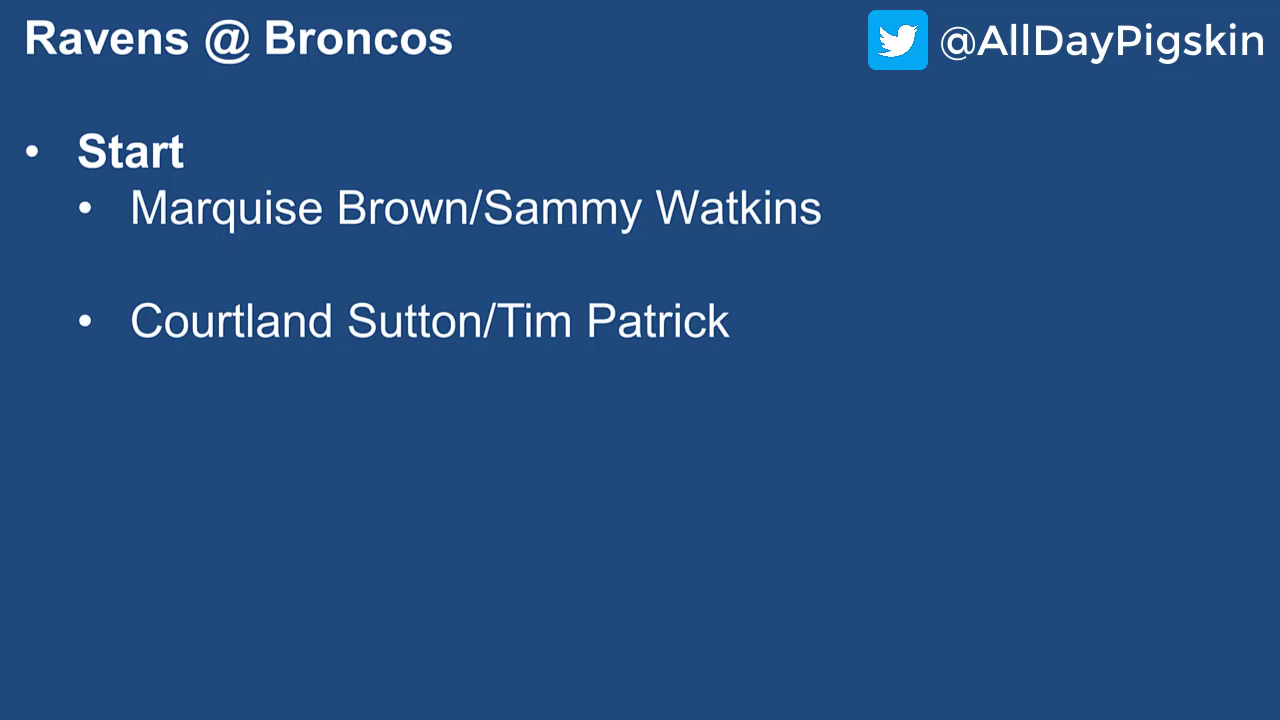 Ravens @ Broncos
@AllDayPigskin
• Start
• Marquise Brown/Sammy Watkins
• Courtland Sutton/Tim Patrick